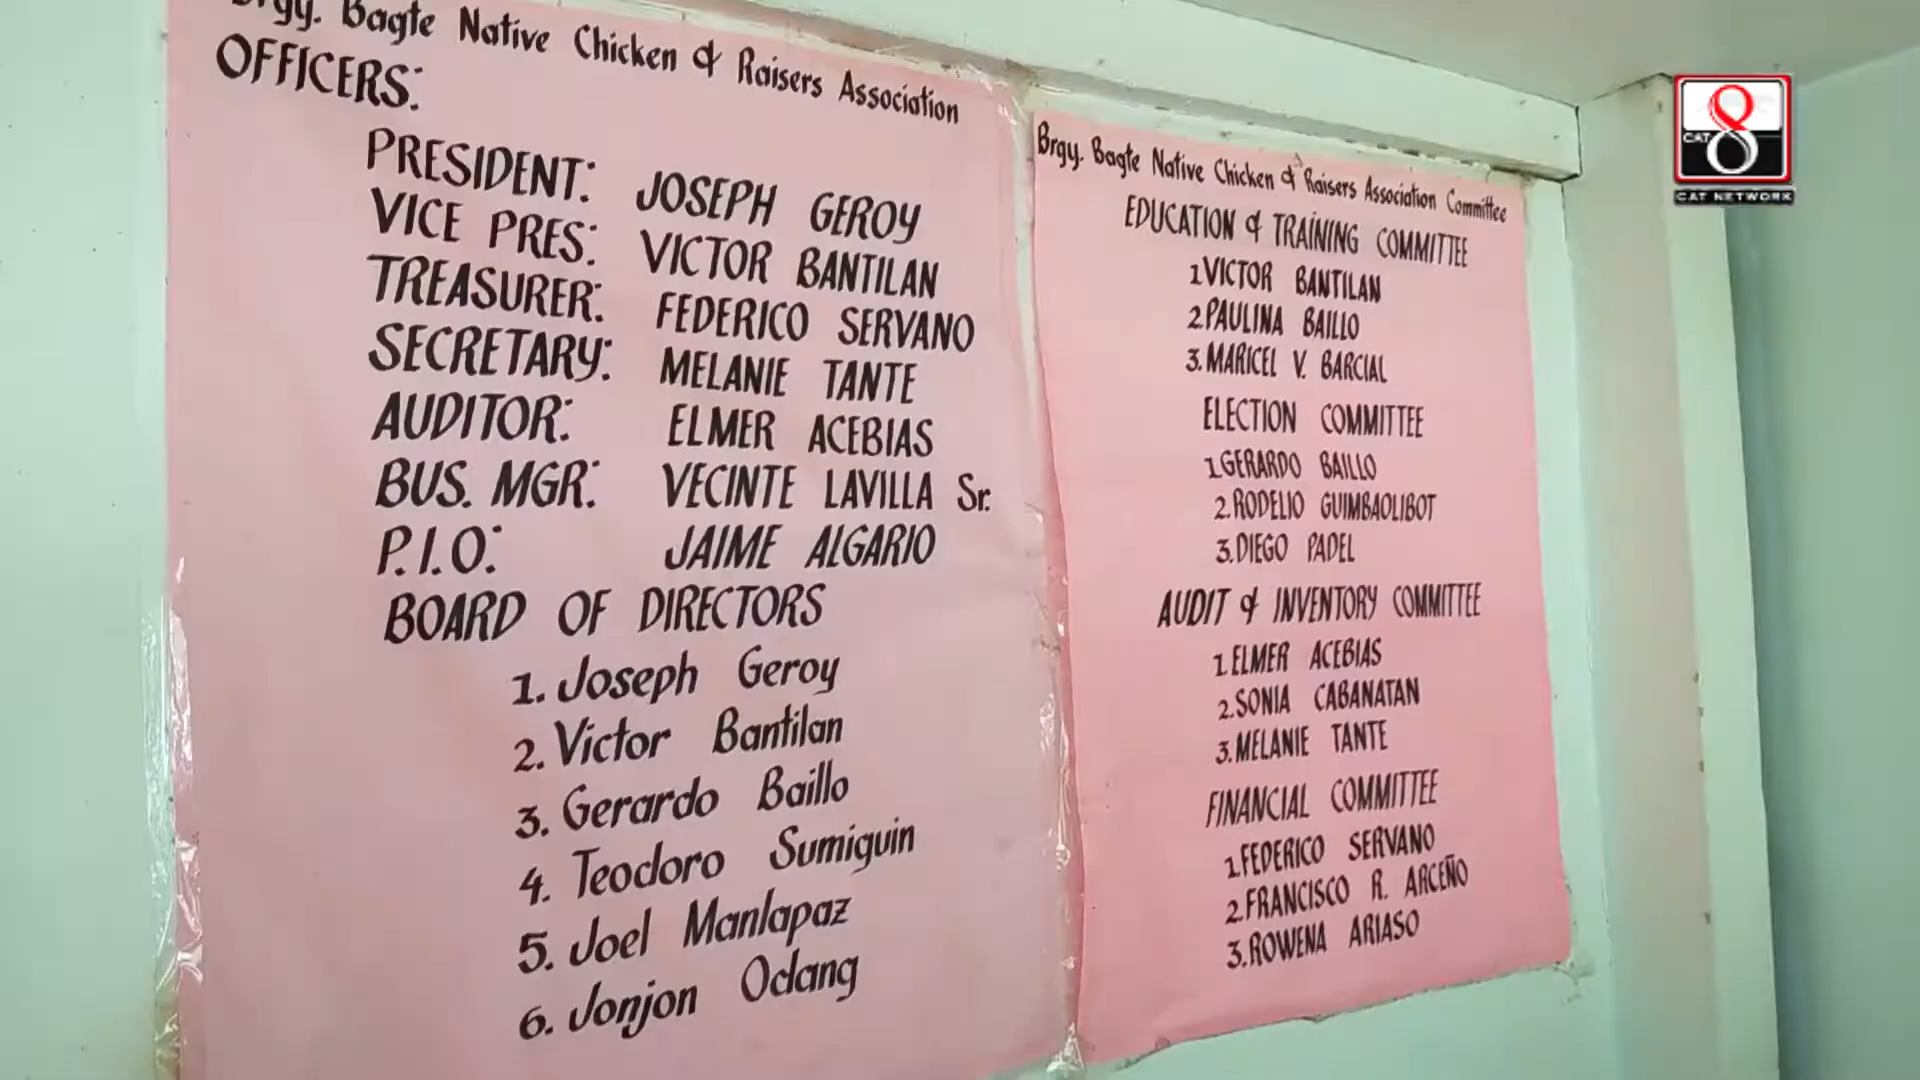 Brgy. Bagte Native Chicken & Raisers Association
OFFICERS:
PRESIDENT: JOSEPH GEROY
VICE PRES: VICTOR BANTILAN
TREASURER: FEDERICO SERVANO
SECRETARY: MELANIE TANTE
AUDITOR: ELMER ACEBIAS
BUS. MGR: VECINTE LAVILLA Sr.
P.I.O: JAIME ALGARIO
BOARD OF DIRECTORS
1. Joseph Geroy
2. Victor Bantilan
3. Gerardo Baillo
4. Teodoro Sumiguin
5. Joel Manlapaz
6. Jonjon Odang
Brgy. Bagte Native Chicken & Raisers Association Committee
EDUCATION & TRAINING COMMITTEE
1. VICTOR BANTILAN
2. PAULINA BAILLO
3. MARICEL V. BARCIAL
ELECTION COMMITTEE
1. GERARDO BAILLO
2. RODELIO GUIMBAOLIBOT
3. DIEGO PADEL
AUDIT & INVENTORY COMMITTEE
1. ELMER ACEBIAS
2. SONIA CABANATAN
3. MELANIE TANTE
FINANCIAL COMMITTEE
1. FEDERICO SERVANO
2. FRANCISCO R. ARCEÑO
3. ROWENA ARIASO
CAT 8
CAT NETWORK